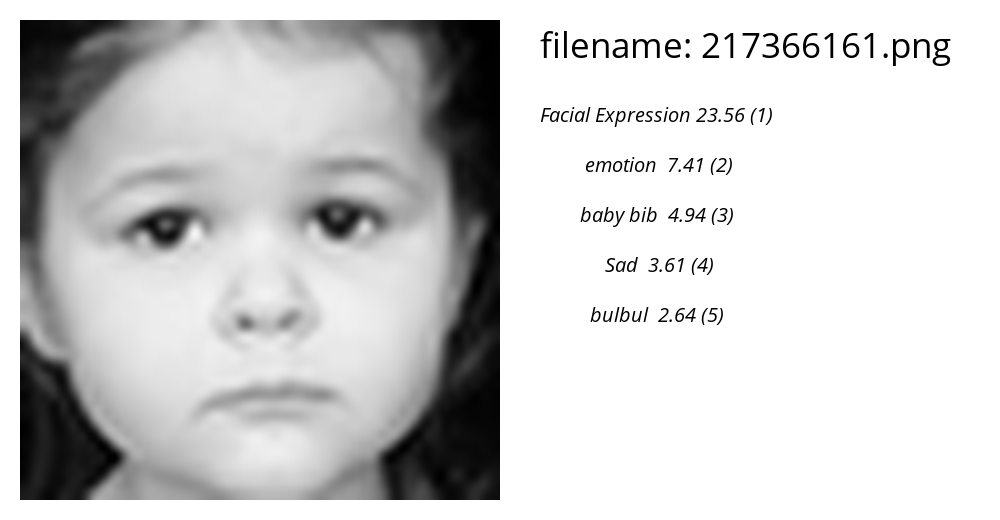 filename: 217366161.png
Facial Expression 23.56 (1)
emotion 7.41 (2)
baby bib 4.94 (3)
Sad 3.61 (4)
bulbul 2.64 (5)